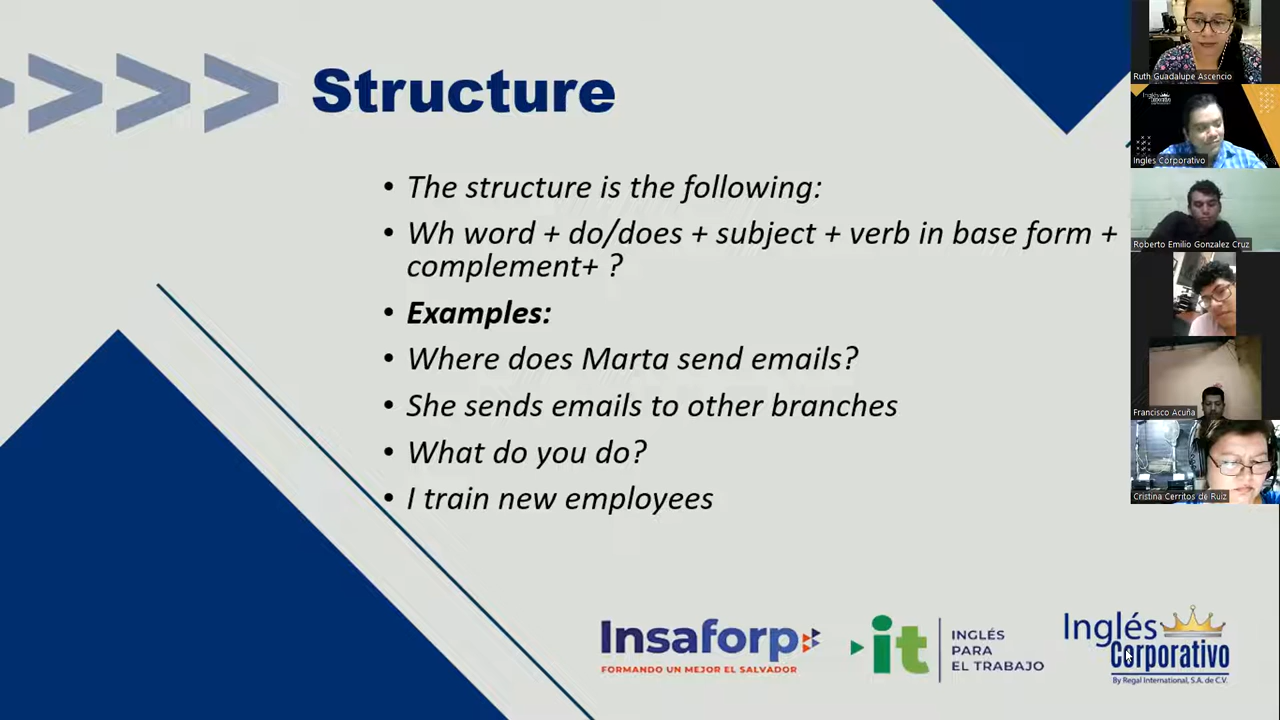 Structure
• The structure is the following:
• Wh word + do/does + subject + verb in base form +
complement+ ?
• Examples:
• Where does Marta send emails?
• She sends emails to other branches
• What do you do?
• I train new employees
Insaforp
FORMANDO UN MEJOR EL SALVADOR
it
INGLÉS
PARA
EL TRABAJO
Inglés
Corporativo
By Regal International, S.A. de C.V.
Ruth Guadalupe Ascencio
Inglés Corporativo
Ingles Corporativo
Roberto Emilio Gonzalez Cruz
Francisco Acuña
Cristina Cerritos de Ruiz